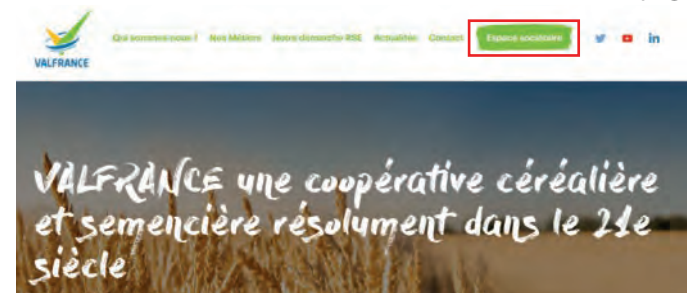 VALFRANCE
Qui sommes-nous ? Nos Métiers Notre démarche RSE Actualités Contact Espace sociétaire in
VALFRANCE une coopérative céréalière
et semencière résolument dans le 21e
siècle